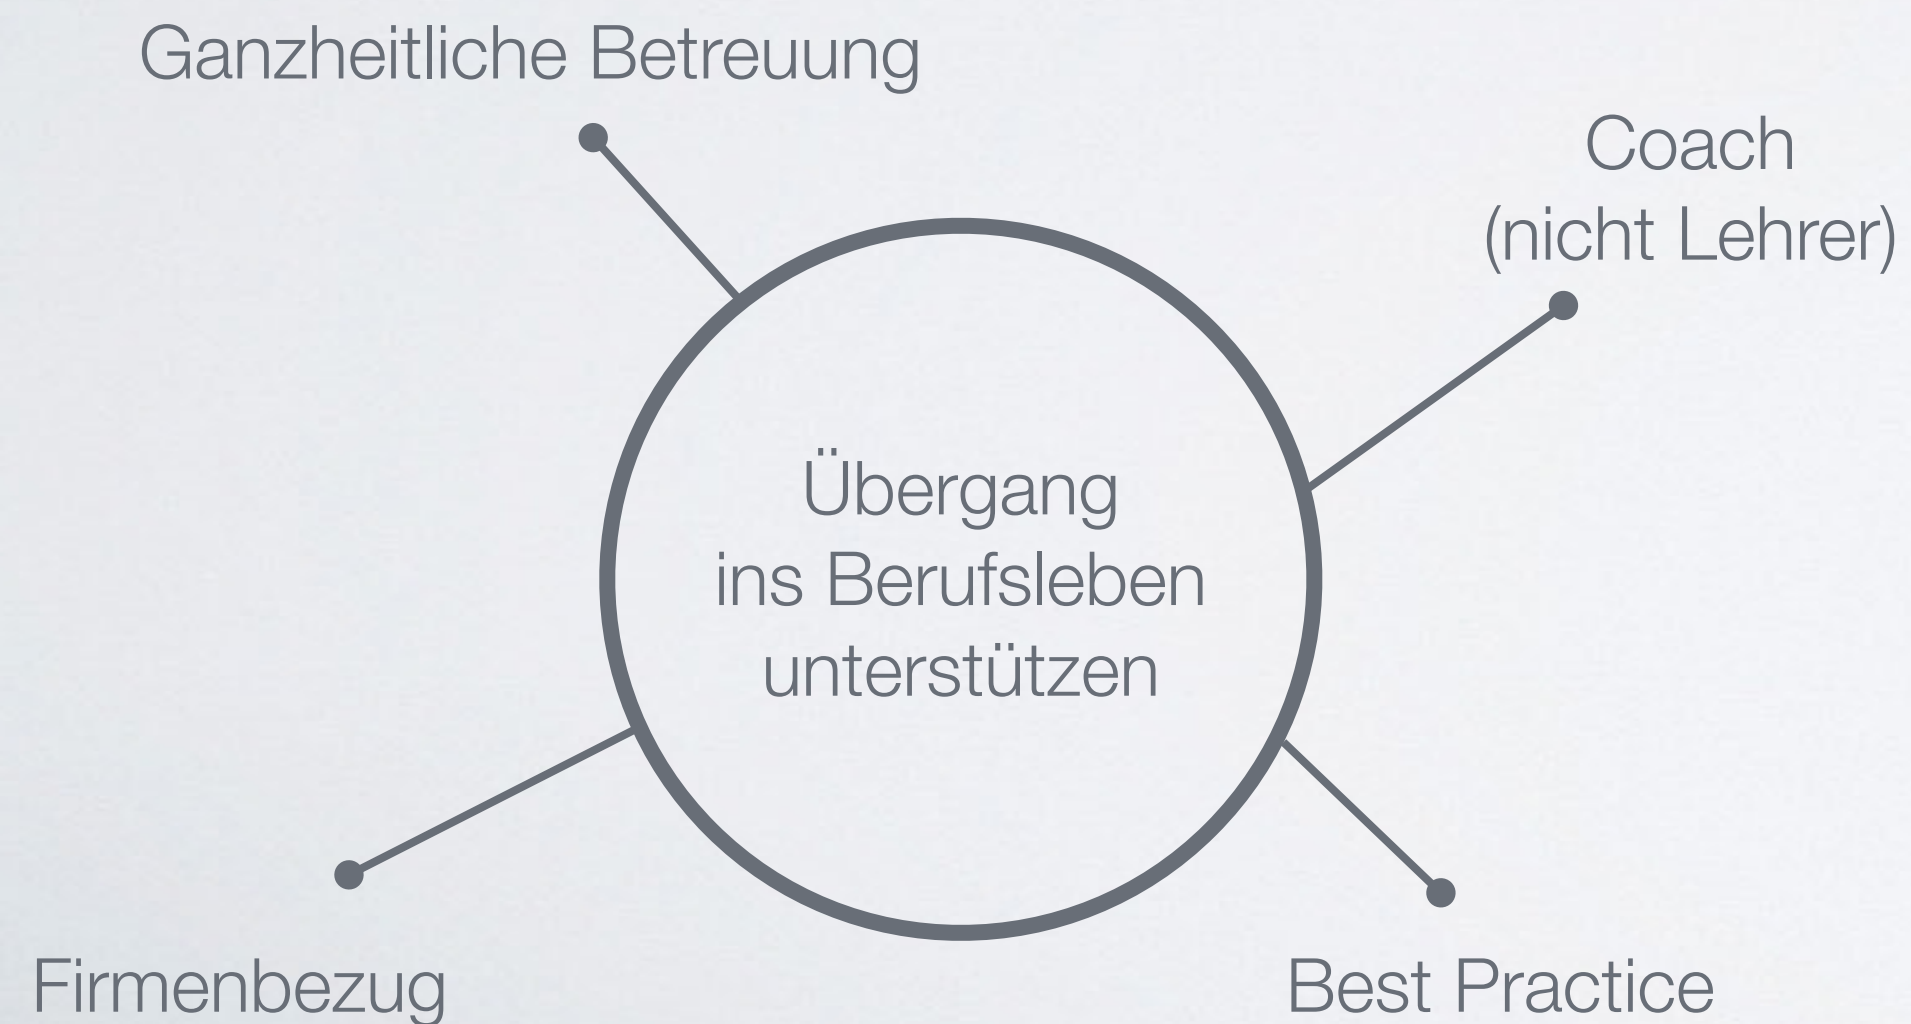 Ganzheitliche Betreuung
Coach
(nicht Lehrer)
Übergang
ins Berufsleben
unterstützen
Firmenbezug
Best Practice